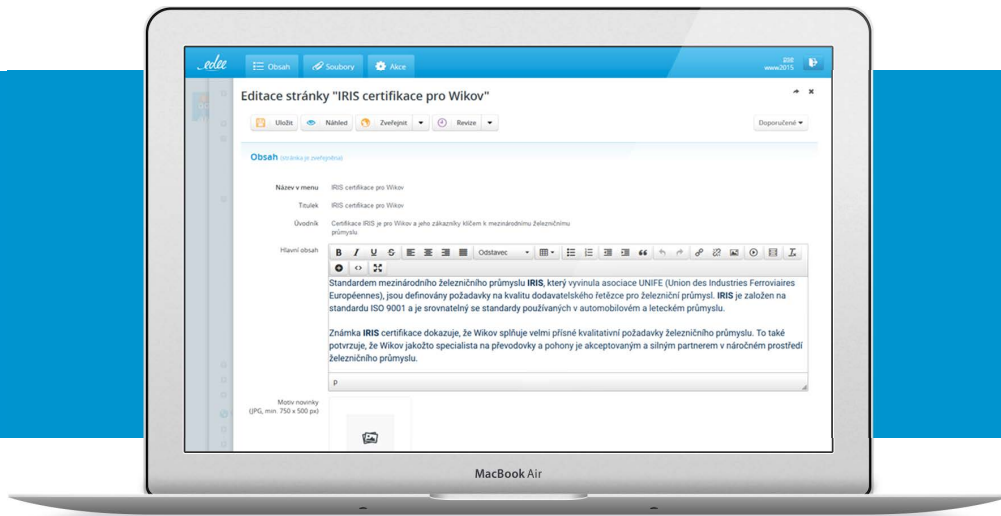 edee
Obsah
Soubory
Akce
www2015
Editace stránky "IRIS certifikace pro Wikov"
Uložit
Náhled
Zveřejnit
Revize
Doporučené
Obsah (stránka je zveřejněna)
Název v menu
IRIS certifikace pro Wikov
Titulek
IRIS certifikace pro Wikov
Úvodník
Certifikace IRIS je pro Wikov a jeho zákazníky klíčem k mezinárodnímu železničnímu
průmyslu
Hlavní obsah
B I U S
Odstavec
Standardem mezinárodního železničního průmyslu IRIS, který vyvinula asociace UNIFE (Union des Industries Ferroviaires
Européennes), jsou definovány požadavky na kvalitu dodavatelského řetězce pro železniční průmysl. IRIS je založen na
standardu ISO 9001 a je srovnatelný se standardy používaných v automobilovém a leteckém průmyslu.
Známka IRIS certifikace dokazuje, že Wikov splňuje velmi přísné kvalitativní požadavky železničního průmyslu. To také
potvrzuje, že Wikov jakožto specialista na převodovky a pohony je akceptovaným a silným partnerem v náročném prostředí
železničního průmyslu.
p
Motiv novinky
(JPG, min. 750 x 500 px)
MacBook Air